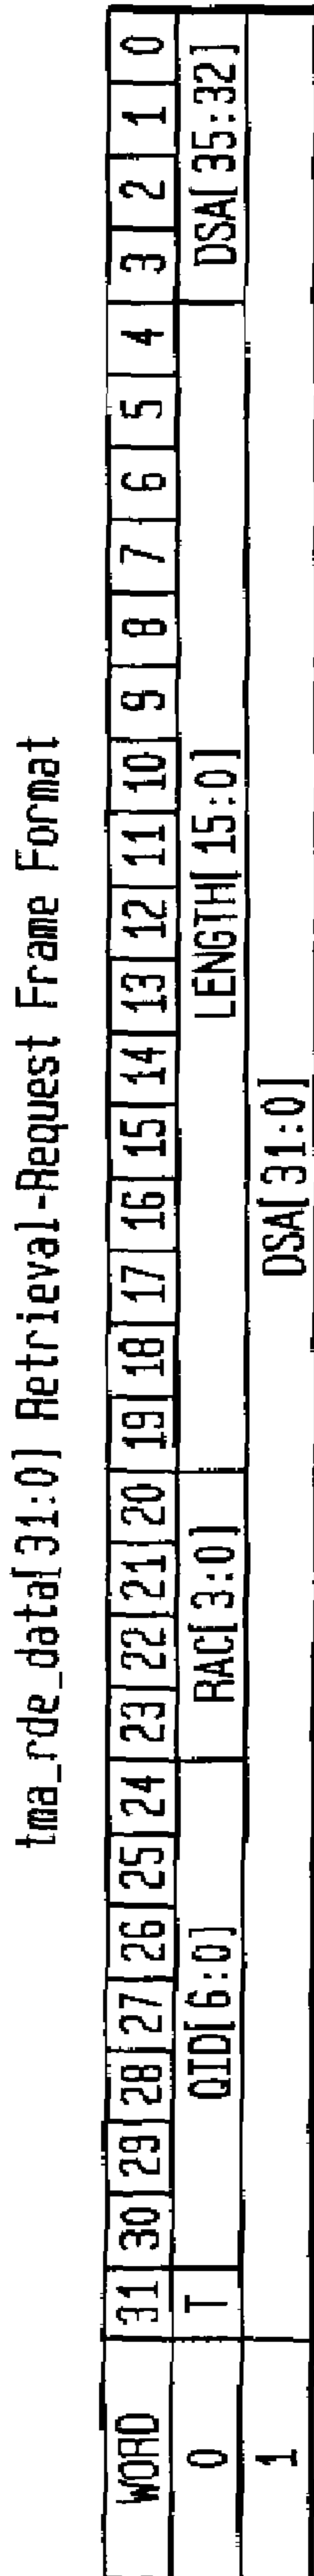 tma_rde_data[31:0] Retrieval-Request Frame Format
WORD 31 30 29 28 27 26 25 24 23 22 21 20 19 18 17 16 15 14 13 12 11 10 9 8 7 6 5 4 3 2 1 0
0 T QID[6:0] RAC[3:0] LENGTH[15:0] DSA[35:32]
1 DSA[31:0]